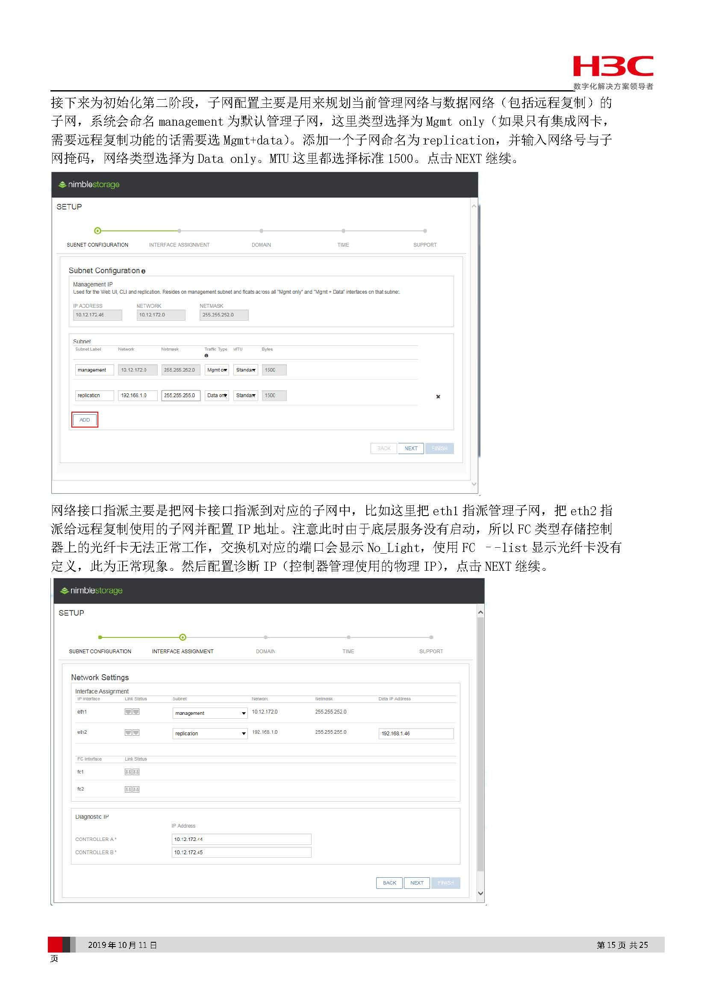 H3C
数字化解决方案领导者
接下来为初始化第二阶段，子网配置主要是用来规划当前管理网络与数据网络（包括远程复制）的
子网，系统会命名 management 为默认管理子网，这里类型选择为 Mgmt only（如果只有集成网卡，
需要远程复制功能的话需要选 Mgmt+data）。添加一个子网命名为 replication，并输入网络号与子
网掩码，网络类型选择为 Data only。MTU 这里都选择标准 1500。点击 NEXT 继续。
nimblestorage
SETUP
SUBNET CONFIGURATION INTERFACE ASSIGNMENT DOMAIN TIME SUPPORT
Subnet Configuration
Management IP
Used for the Web UI, CLI and replication. Resides on management subnet and floats across all "Mgmt only" and "Mgmt + Data" interfaces on that subnet.
IP ADDRESS NETWORK NETMASK
10.12.172.46 10.12.172.0 255.255.252.0
Subnet
Subnet Label Network Netmask Traffic Type MTU Bytes
management 10.12.172.0 255.255.252.0 Mgmt on Standar 1500
replication 192.168.1.0 255.255.255.0 Data only Standar 1500
ADD
BACK NEXT FINISH
网络接口指派主要是把网卡接口指派到对应的子网中，比如这里把 eth1 指派管理子网，把 eth2 指
派给远程复制使用的子网并配置 IP 地址。注意此时由于底层服务没有启动，所以 FC 类型存储控制
器上的光纤卡无法正常工作，交换机对应的端口会显示 No_Light，使用 FC –-list 显示光纤卡没有
定义，此为正常现象。然后配置诊断 IP（控制器管理使用的物理 IP），点击 NEXT 继续。
nimblestorage
SETUP
SUBNET CONFIGURATION INTERFACE ASSIGNMENT DOMAIN TIME SUPPORT
Network Settings
Interface Assignment
IP Interface Link Status Subnet Network Netmask Data IP Address
eth1 management 10.12.172.0 255.255.252.0
eth2 replication 192.168.1.0 255.255.255.0 192.168.1.46
FC Interface Link Status
fc1
fc2
Diagnostic IP
IP Address
CONTROLLER A * 10.12.172.44
CONTROLLER B * 10.12.172.45
BACK NEXT FINISH
2019 年 10 月 11 日 第 15 页 共 25
页